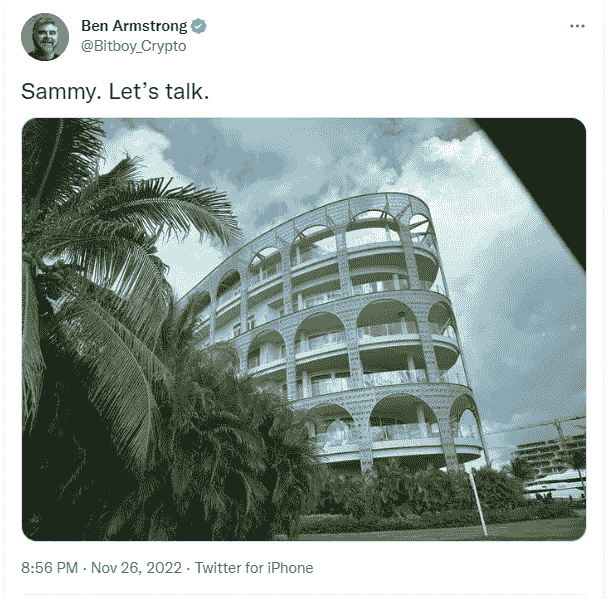 Ben Armstrong
@Bitboy_Crypto
Sammy. Let’s talk.
8:56 PM · Nov 26, 2022 · Twitter for iPhone